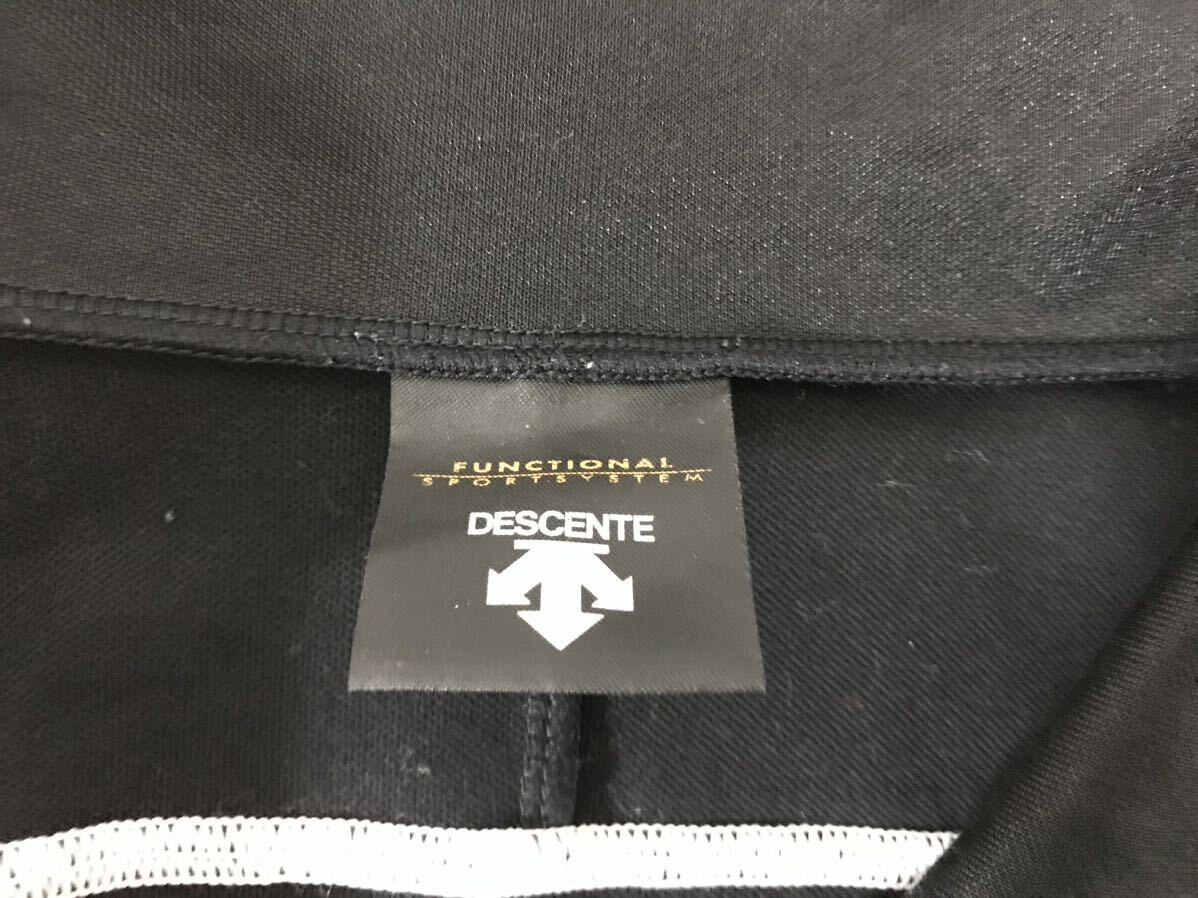 FUNCTIONAL
SPORTSYSTEM
DESCENTE